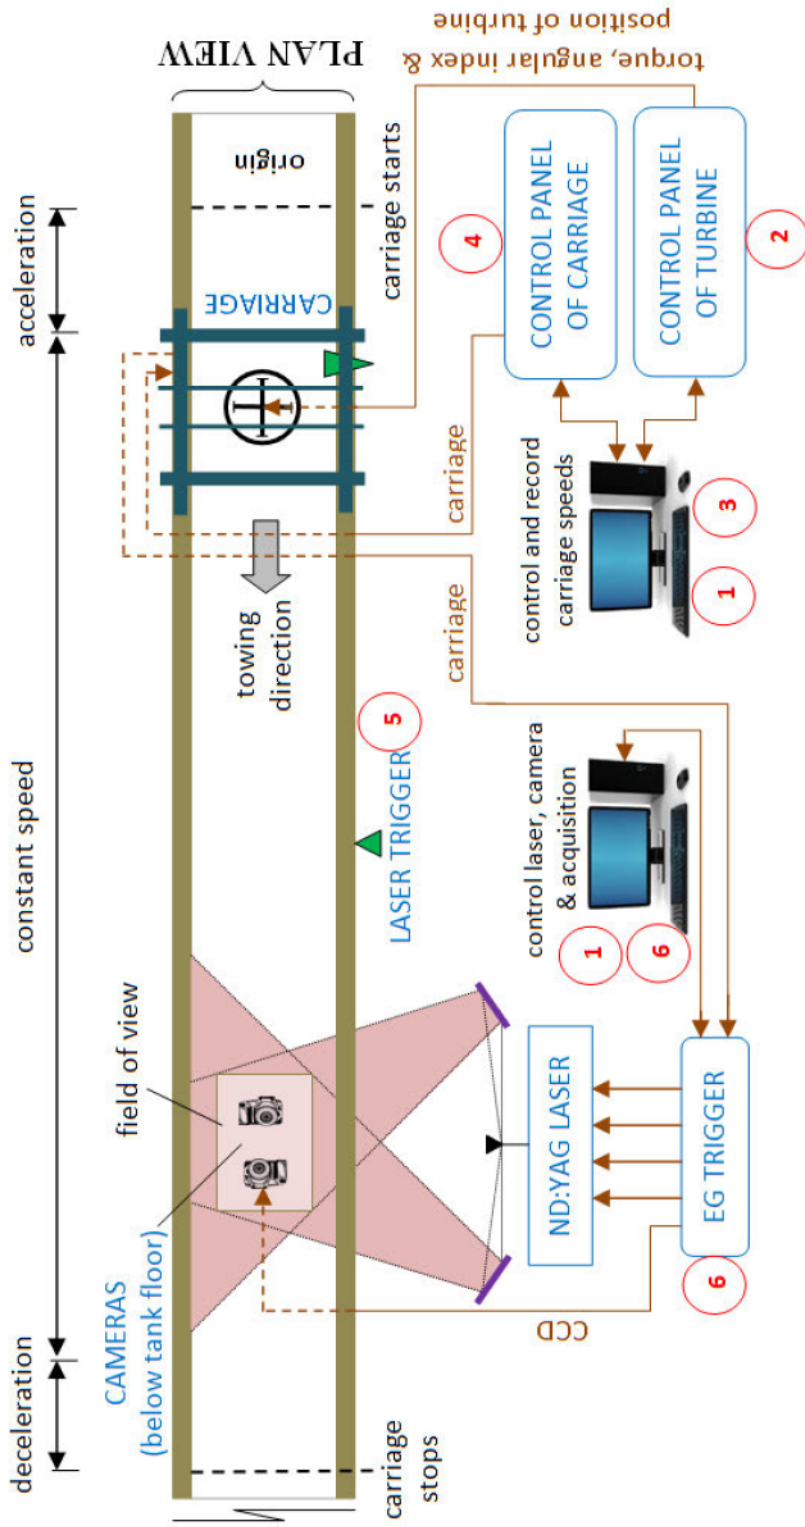 deceleration
constant speed
acceleration
CAMERAS
(below tank floor)
field of view
CARRIAGE
origin
PLAN VIEW
towing
direction
carriage
stops
LASER TRIGGER
5
carriage starts
CCD
carriage
carriage
torque, angular index &
position of turbine
ND:YAG LASER
EG TRIGGER
6
control laser, camera
& acquisition
1
6
control and record
carriage speeds
1
3
4
CONTROL PANEL
OF CARRIAGE
CONTROL PANEL
OF TURBINE
2